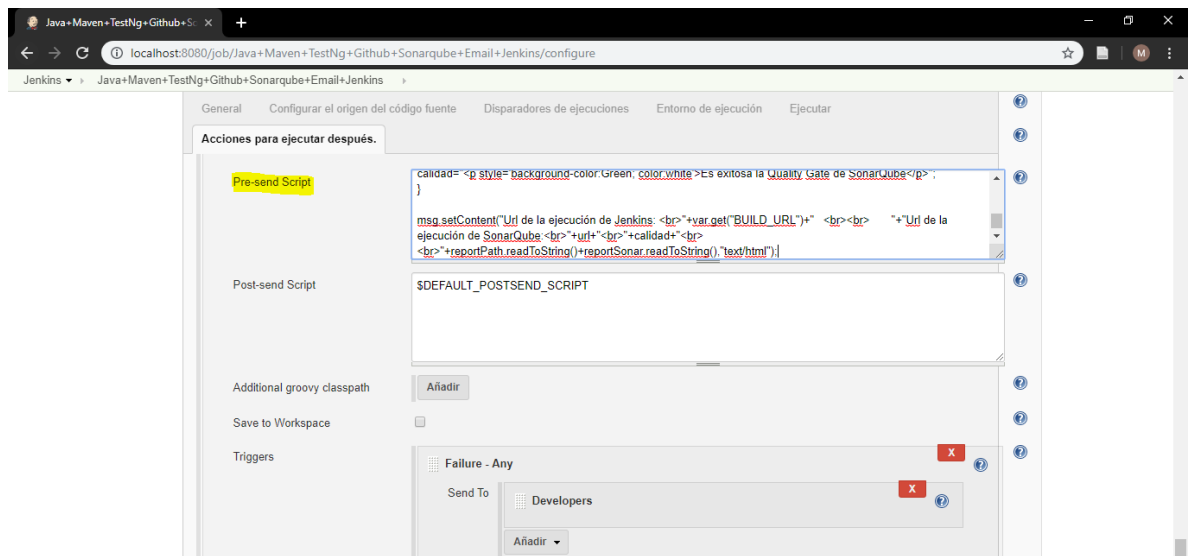 Java+Maven+TestNg+Github+So
localhost:8080/job/Java+Maven+TestNg+Github+Sonarqube+Email+Jenkins/configure
M
Jenkins Java+Maven+TestNg+Github+Sonarqube+Email+Jenkins
General Configurar el origen del código fuente Disparadores de ejecuciones Entorno de ejecución Ejecutar
Acciones para ejecutar después.
Pre-send Script
calidad="<p style='background-color:Green; color:white'>Es exitosa la Quality Gate de SonarQube</p>";
}
msg.setContent("Url de la ejecución de Jenkins: <br>"+var.get("BUILD_URL")+" <br><br> "+"Url de la
ejecución de SonarQube:<br>"+url+"<br>"+calidad+"<br>
<br>"+reportPath.readToString()+reportSonar.readToString(),"text/html");
Post-send Script
$DEFAULT_POSTSEND_SCRIPT
Additional groovy classpath
Añadir
Save to Workspace
Triggers
Failure - Any
X
Send To
Developers
X
Añadir